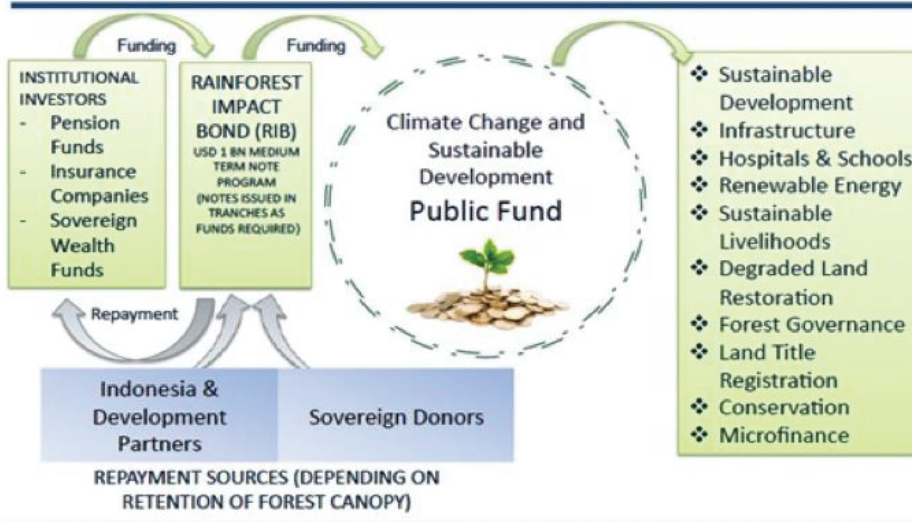 Funding
Funding
INSTITUTIONAL
INVESTORS
- Pension
Funds
- Insurance
Companies
- Sovereign
Wealth
Funds
RAINFOREST
IMPACT
BOND (RIB)
USD 1 BN MEDIUM
TERM NOTE
PROGRAM
(NOTES ISSUED IN
TRANCHES AS
FUNDS REQUIRED)
Climate Change and
Sustainable
Development
Public Fund
❖ Sustainable
Development
❖ Infrastructure
❖ Hospitals & Schools
❖ Renewable Energy
❖ Sustainable
Livelihoods
❖ Degraded Land
Restoration
❖ Forest Governance
❖ Land Title
Registration
❖ Conservation
❖ Microfinance
Repayment
Indonesia &
Development
Partners
Sovereign Donors
REPAYMENT SOURCES (DEPENDING ON
RETENTION OF FOREST CANOPY)